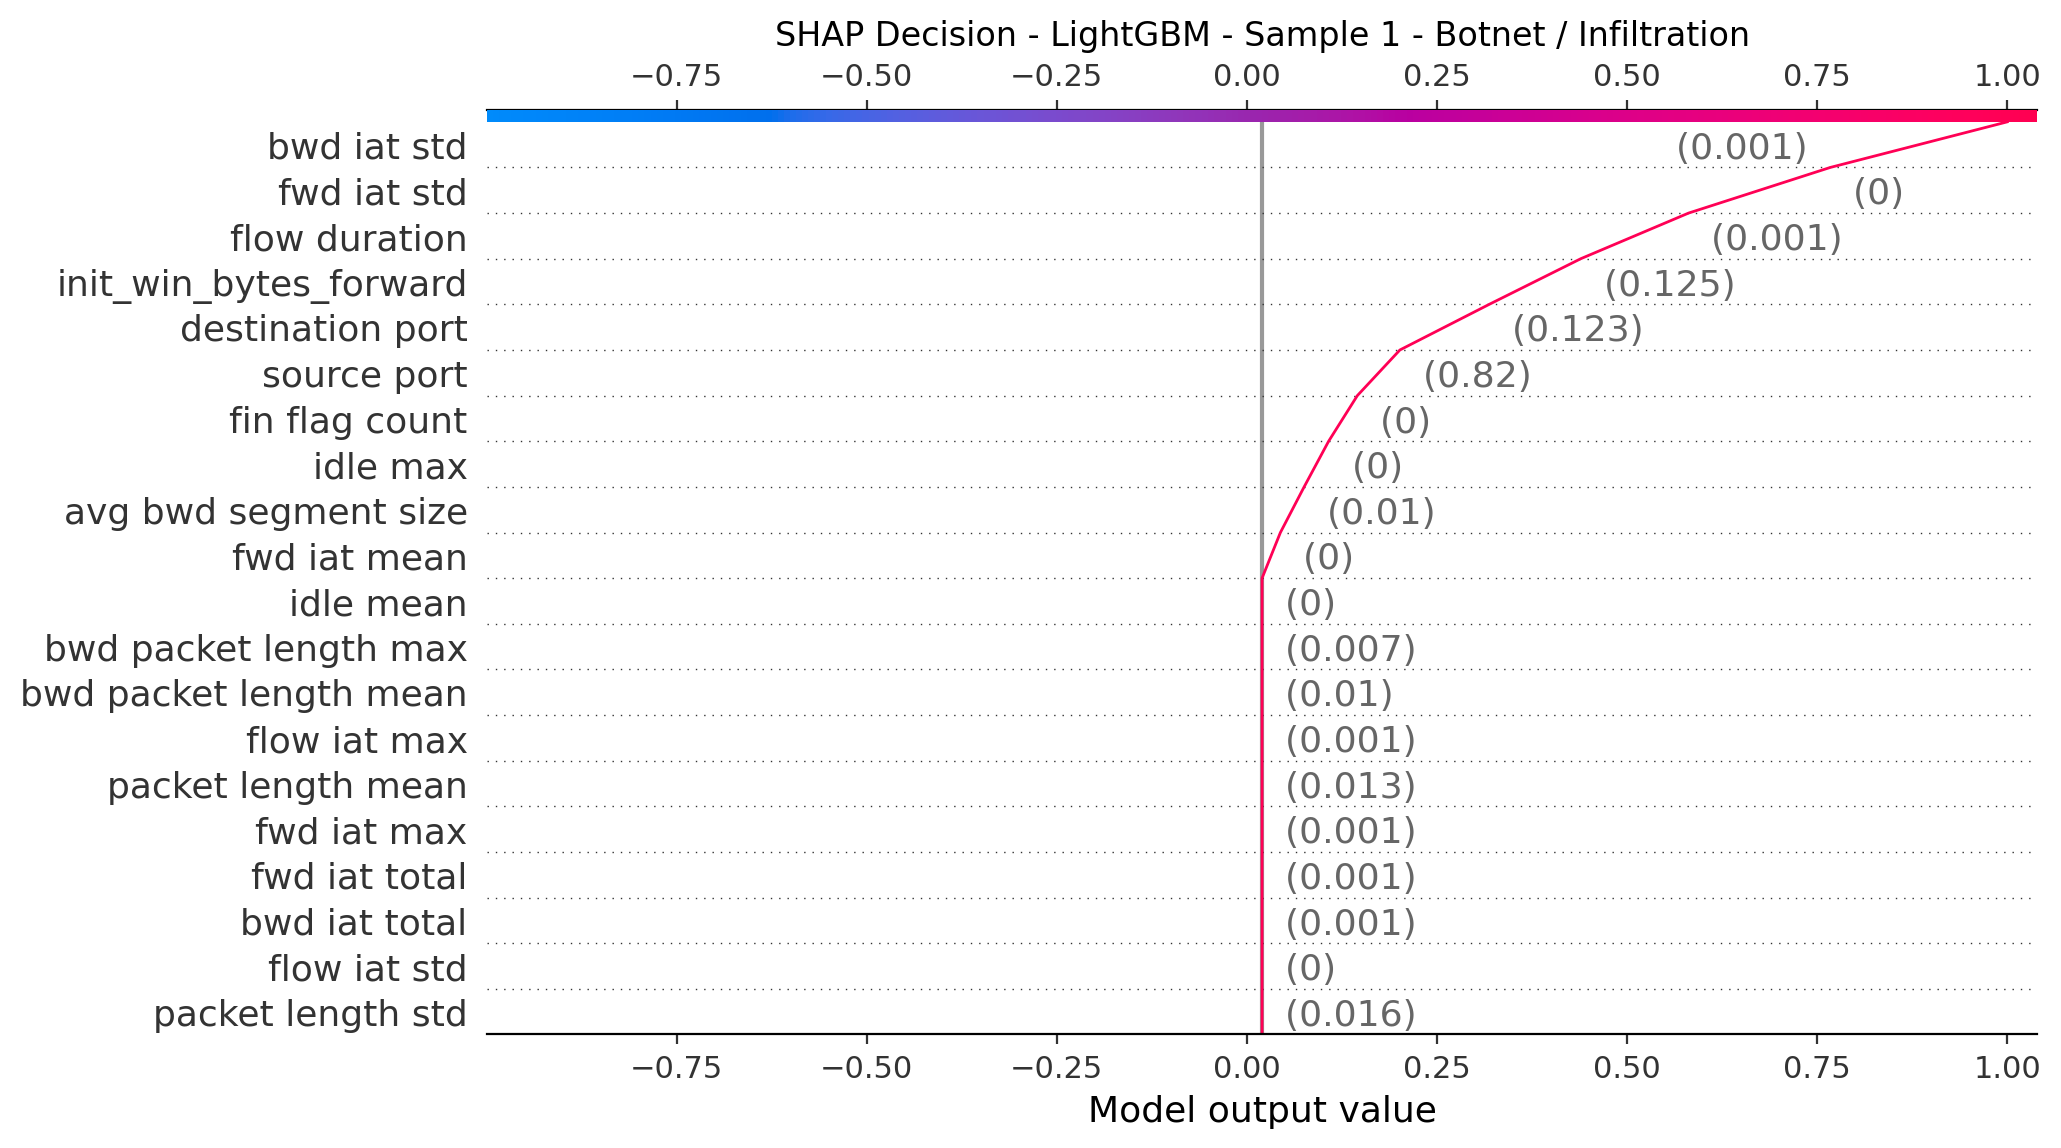 SHAP Decision - LightGBM - Sample 1 - Botnet / Infiltration
−0.75 −0.50 −0.25 0.00 0.25 0.50 0.75 1.00
bwd iat std (0.001)
fwd iat std (0)
flow duration (0.001)
init_win_bytes_forward (0.125)
destination port (0.123)
source port (0.82)
fin flag count (0)
idle max (0)
avg bwd segment size (0.01)
fwd iat mean (0)
idle mean (0)
bwd packet length max (0.007)
bwd packet length mean (0.01)
flow iat max (0.001)
packet length mean (0.013)
fwd iat max (0.001)
fwd iat total (0.001)
bwd iat total (0.001)
flow iat std (0)
packet length std (0.016)
−0.75 −0.50 −0.25 0.00 0.25 0.50 0.75 1.00
Model output value